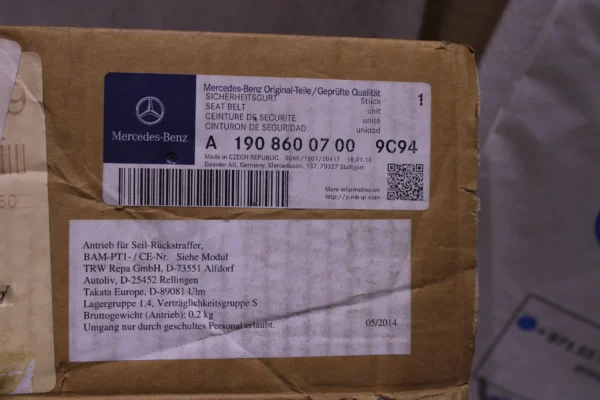 Mercedes-Benz Original-Teile/Geprüfte Qualität
SICHERHEITSGURT Stück 1
SEAT BELT unit
CEINTURE DE SECURITE unité
CINTURON DE SEGURIDAD unidad
Mercedes-Benz
A 190 860 07 00 9C94
Made in CZECH REPUBLIC
Daimler AG, Germany, Mercedesstr. 137, 70327 Stuttgart
More information on
Antrieb für Seil-Rückstraffer,
BAM-PT1- / CE-Nr. Siehe Modul
TRW Repa GmbH, D-73551 Alfdorf
Autoliv, D-25452 Rellingen
Takata Europe, D-89081 Ulm
Lagergruppe 1.4, Verträglichkeitsgruppe S
Bruttogewicht (Antrieb): 0,2 kg
Umgang nur durch geschultes Personal erlaubt. 05/2014